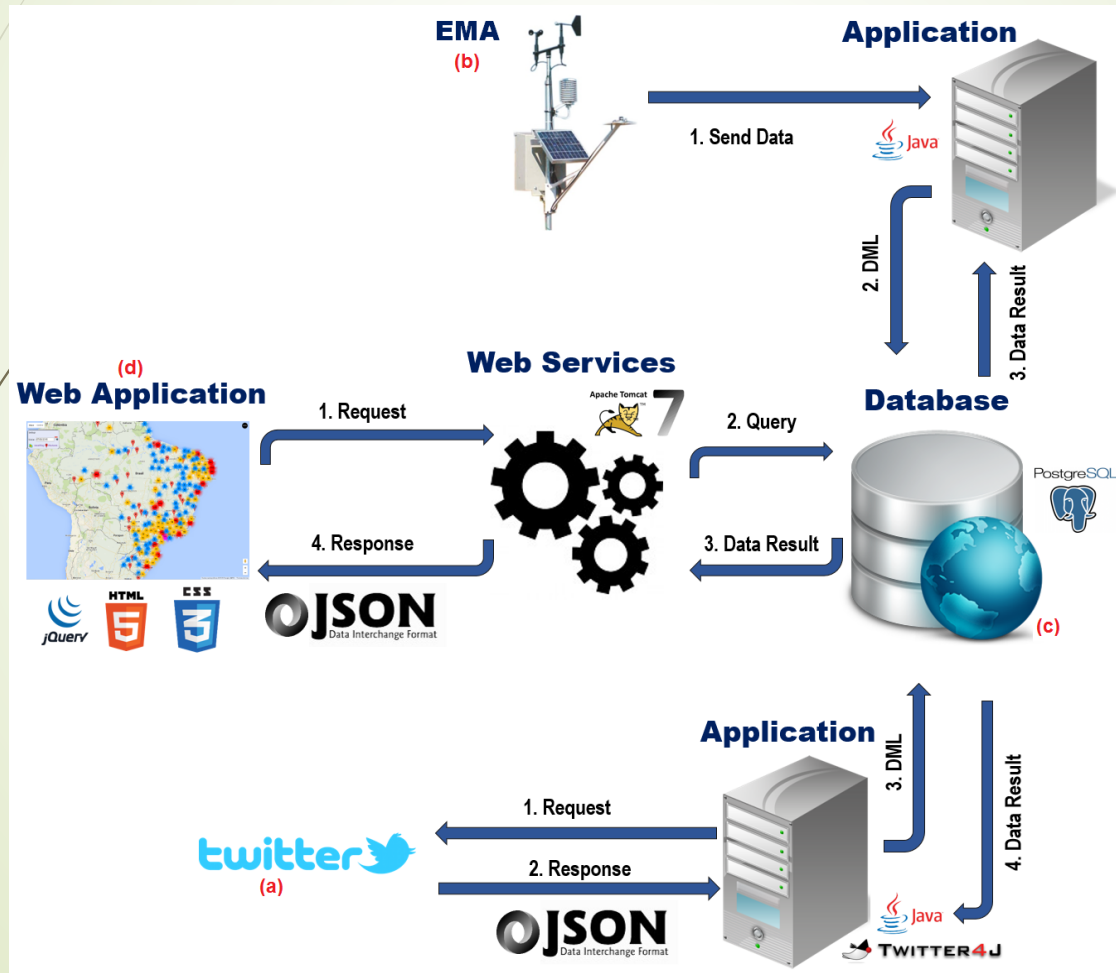 EMA
(b)
Application
1. Send Data
Java
2. DML
3. Data Result
(d)
Web Application
Web Services
Apache Tomcat
7
Database
1. Request
2. Query
PostgreSQL
4. Response
3. Data Result
jQuery
HTML
5
CSS
3
JSON
Data Interchange Format
(c)
Application
3. DML
4. Data Result
1. Request
twitter
(a)
2. Response
JSON
Data Interchange Format
Java
TWITTER4J